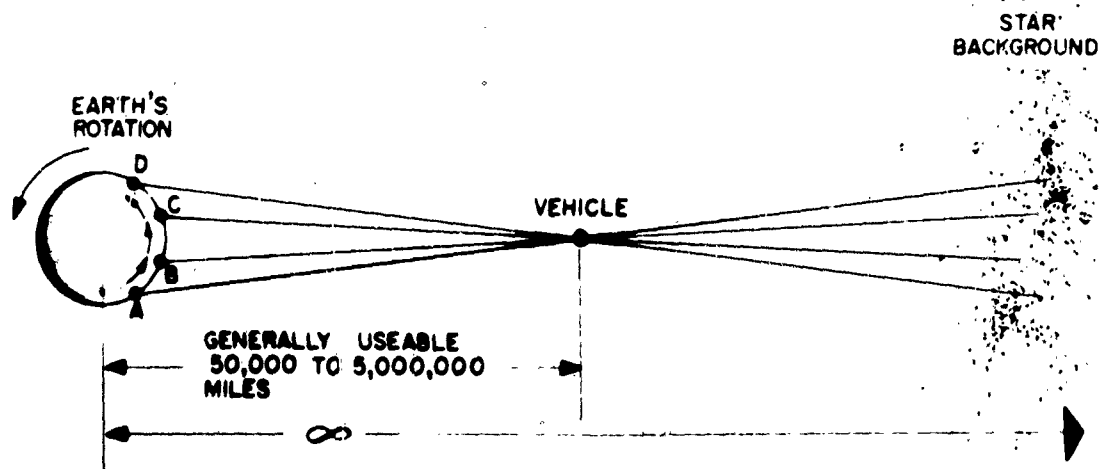 STAR
BACKGROUND
EARTH'S
ROTATION
D
C
VEHICLE
B
A
GENERALLY USEABLE
50,000 TO 5,000,000
MILES
∞